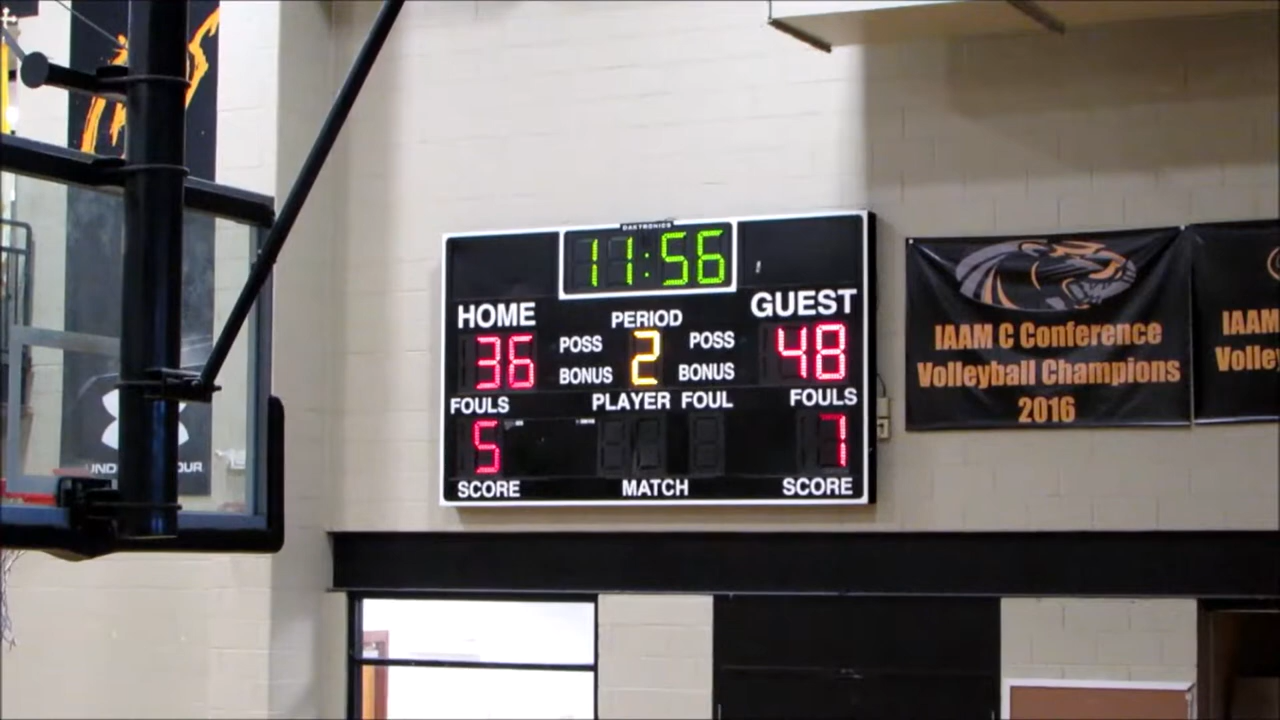 DAKTRONICS
11:56
HOME PERIOD GUEST
36 POSS 2 POSS 48
BONUS BONUS
FOULS PLAYER FOUL FOULS
5 7
SCORE MATCH SCORE
IAAM C Conference
Volleyball Champions
2016
IAAM